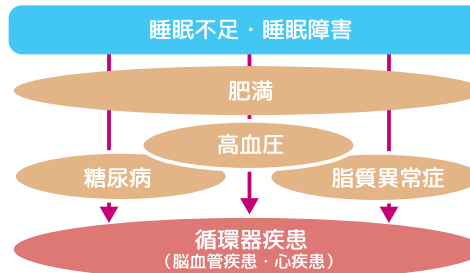 睡眠不足・睡眠障害
肥満
高血圧
糖尿病
脂質異常症
循環器疾患
（脳血管疾患・心疾患）